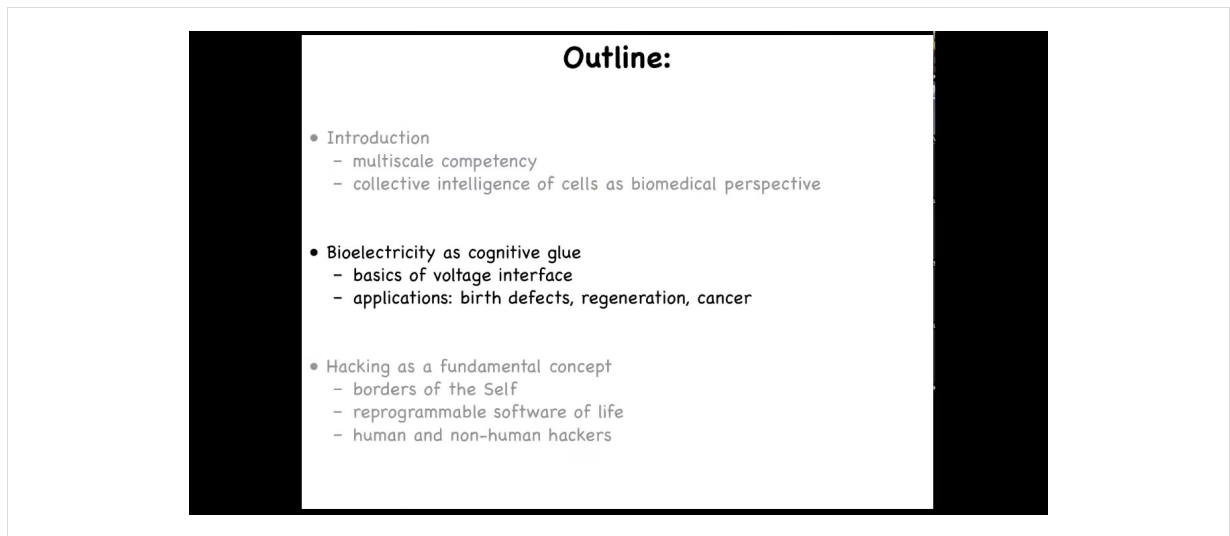 Outline:
• Introduction
– multiscale competency
– collective intelligence of cells as biomedical perspective
• Bioelectricity as cognitive glue
– basics of voltage interface
– applications: birth defects, regeneration, cancer
• Hacking as a fundamental concept
– borders of the Self
– reprogrammable software of life
– human and non-human hackers